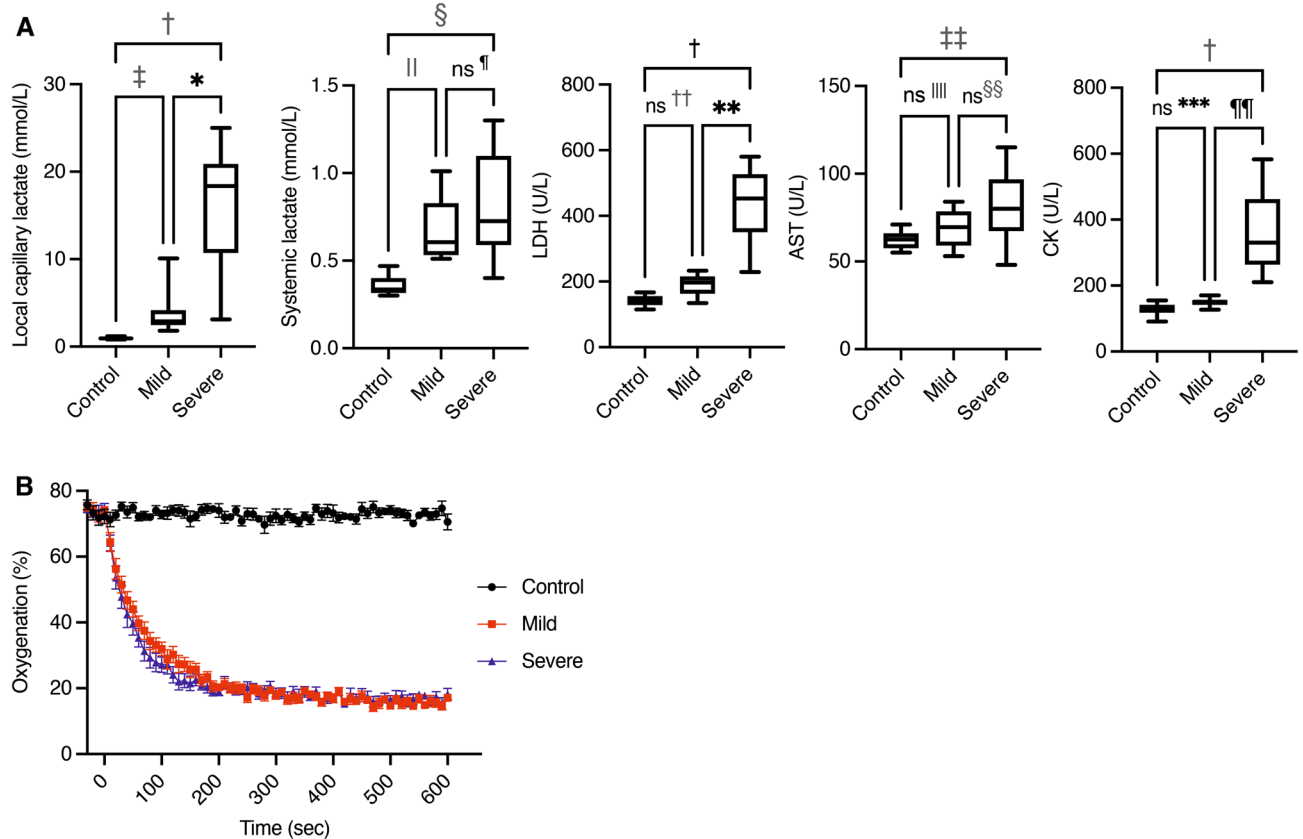 A
†
‡ *
Local capillary lactate (mmol/L)
30
20
10
0
Control
Mild
Severe
§
|| ns ¶
Systemic lactate (mmol/L)
1.5
1.0
0.5
0.0
Control
Mild
Severe
†
ns †† **
LDH (U/L)
800
600
400
200
0
Control
Mild
Severe
‡‡
ns |||| ns §§
AST (U/L)
150
100
50
0
Control
Mild
Severe
†
ns *** ¶¶
CK (U/L)
800
600
400
200
0
Control
Mild
Severe
B
Oxygenation (%)
80
60
40
20
0
0
100
200
300
400
500
600
Time (sec)
Control
Mild
Severe